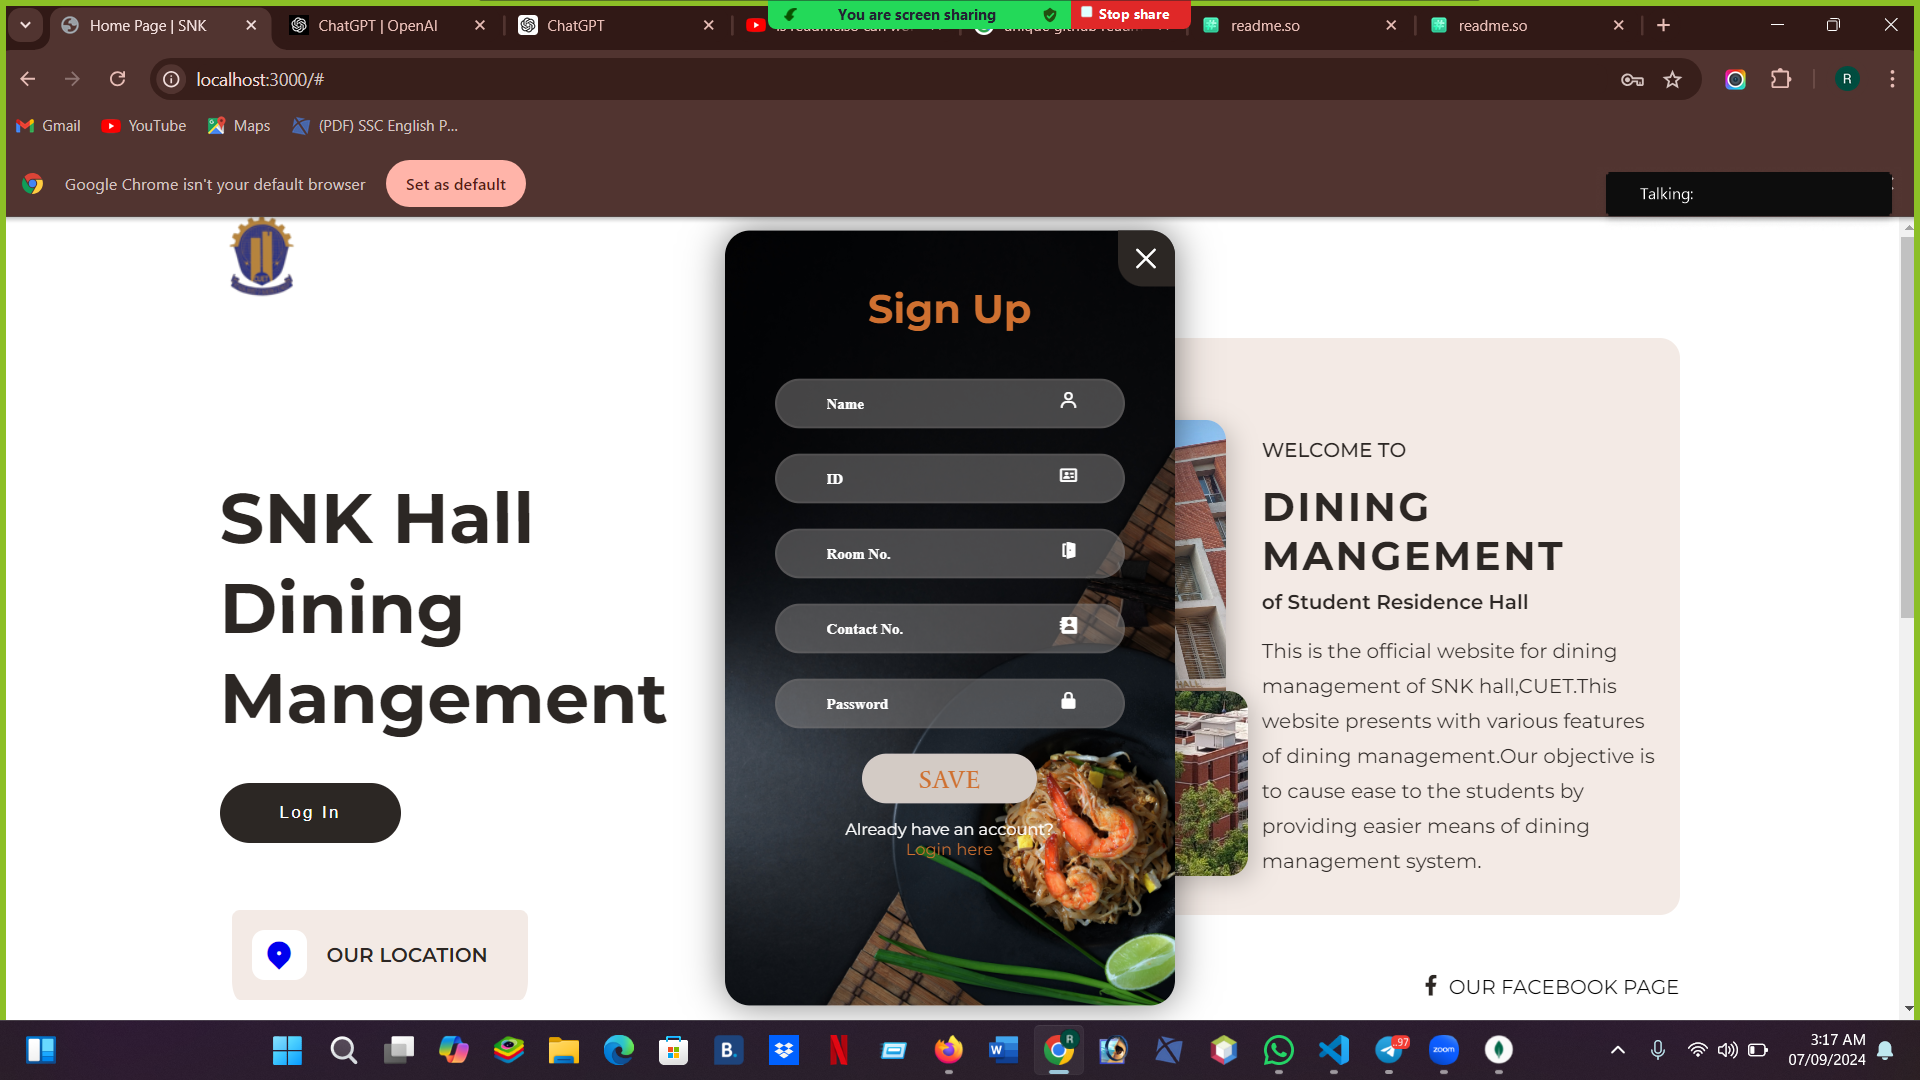 You are screen sharing
Stop share
Home Page | SNK
ChatGPT | OpenAI
ChatGPT
readme.so
readme.so
localhost:3000/#
R
Gmail
YouTube
Maps
(PDF) SSC English P...
Google Chrome isn't your default browser
Set as default
Talking:
SNK Hall
Dining
Mangement
Log In
OUR LOCATION
Sign Up
Name
ID
Room No.
Contact No.
Password
SAVE
Already have an account?
Login here
WELCOME TO
DINING
MANGEMENT
of Student Residence Hall
This is the official website for dining
management of SNK hall,CUET.This
website presents with various features
of dining management.Our objective is
to cause ease to the students by
providing easier means of dining
management system.
OUR FACEBOOK PAGE
B.
W
R
97
zoom
3:17 AM
07/09/2024